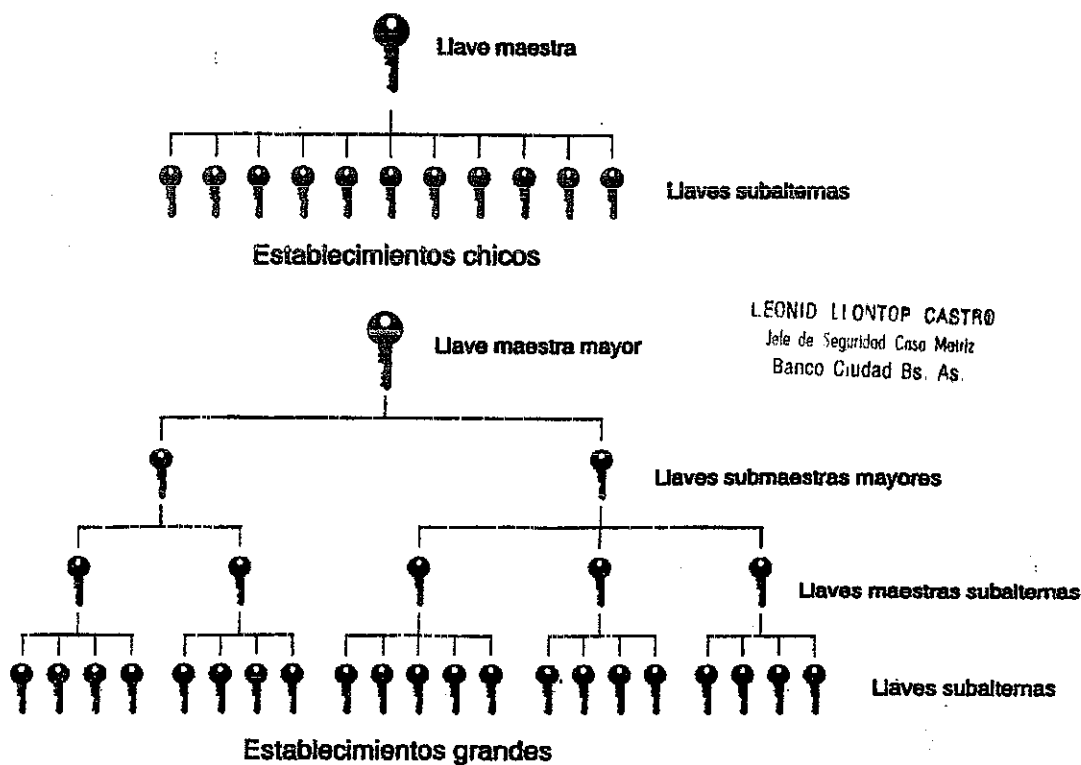 Llave maestra
Llaves subalternas
Establecimientos chicos
LEONID LLONTOP CASTRO
Jefe de Seguridad Casa Matriz
Banco Ciudad Bs. As.
Llave maestra mayor
Llaves submaestras mayores
Llaves maestras subalternas
Llaves subalternas
Establecimientos grandes